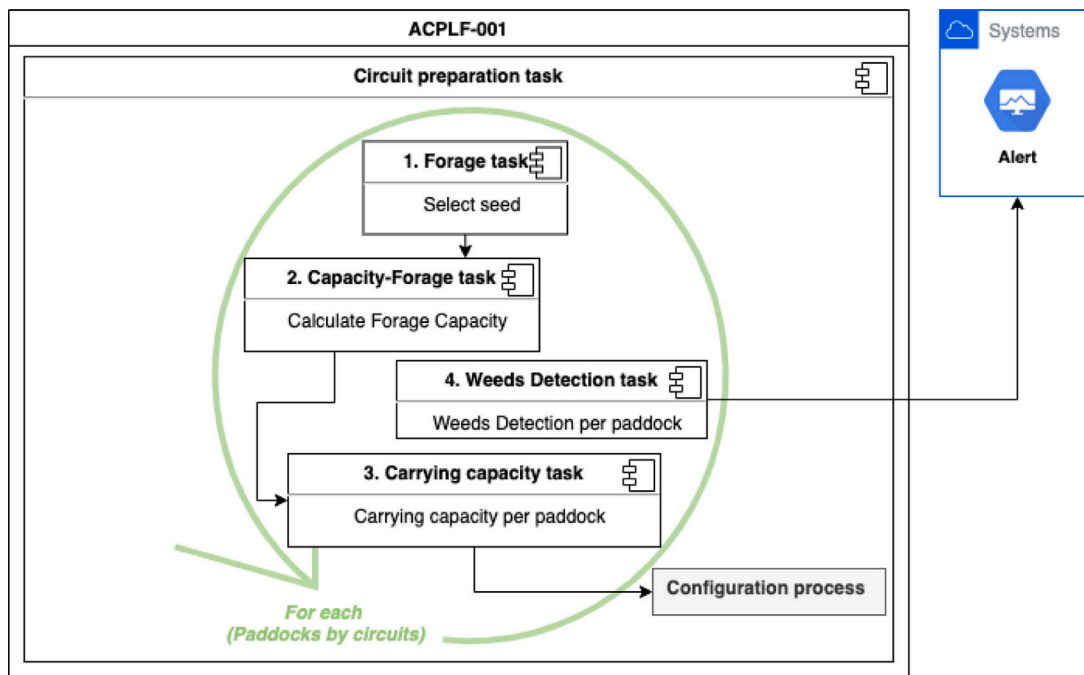 ACPLF-001
Systems
Circuit preparation task
Alert
1. Forage task
Select seed
2. Capacity-Forage task
Calculate Forage Capacity
4. Weeds Detection task
Weeds Detection per paddock
3. Carrying capacity task
Carrying capacity per paddock
Configuration process
For each
(Paddocks by circuits)